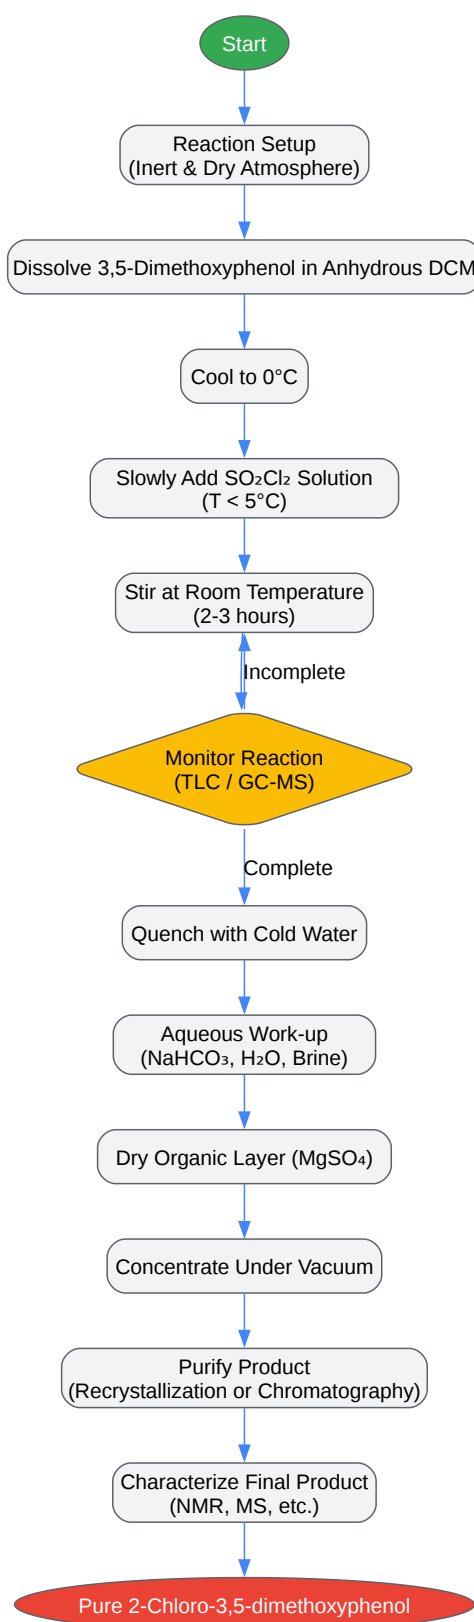 Start
Reaction Setup
(Inert & Dry Atmosphere)
Dissolve 3,5-Dimethoxyphenol in Anhydrous DCM
Cool to 0°C
Slowly Add SO₂Cl₂ Solution
(T < 5°C)
Stir at Room Temperature
(2-3 hours)
Incomplete
Monitor Reaction
(TLC / GC-MS)
Complete
Quench with Cold Water
Aqueous Work-up
(NaHCO₃, H₂O, Brine)
Dry Organic Layer (MgSO₄)
Concentrate Under Vacuum
Purify Product
(Recrystallization or Chromatography)
Characterize Final Product
(NMR, MS, etc.)
Pure 2-Chloro-3,5-dimethoxyphenol